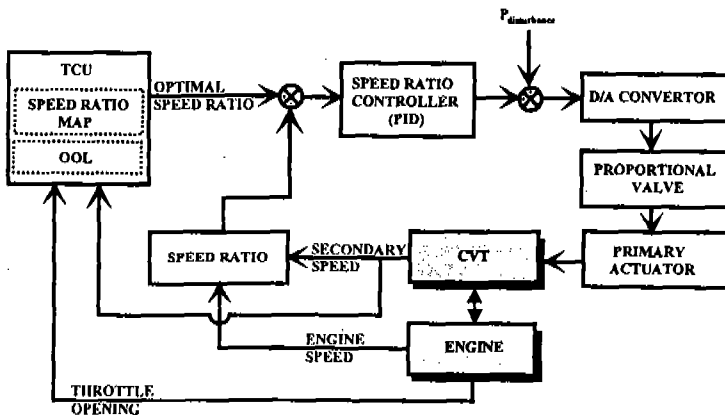 P disturbance
TCU
OPTIMAL
SPEED RATIO
SPEED RATIO
MAP
OOL
SPEED RATIO
CONTROLLER
(PID)
D/A CONVERTOR
PROPORTIONAL
VALVE
PRIMARY
ACTUATOR
SPEED RATIO
SECONDARY
SPEED
CVT
ENGINE
SPEED
ENGINE
THROTTLE
OPENING